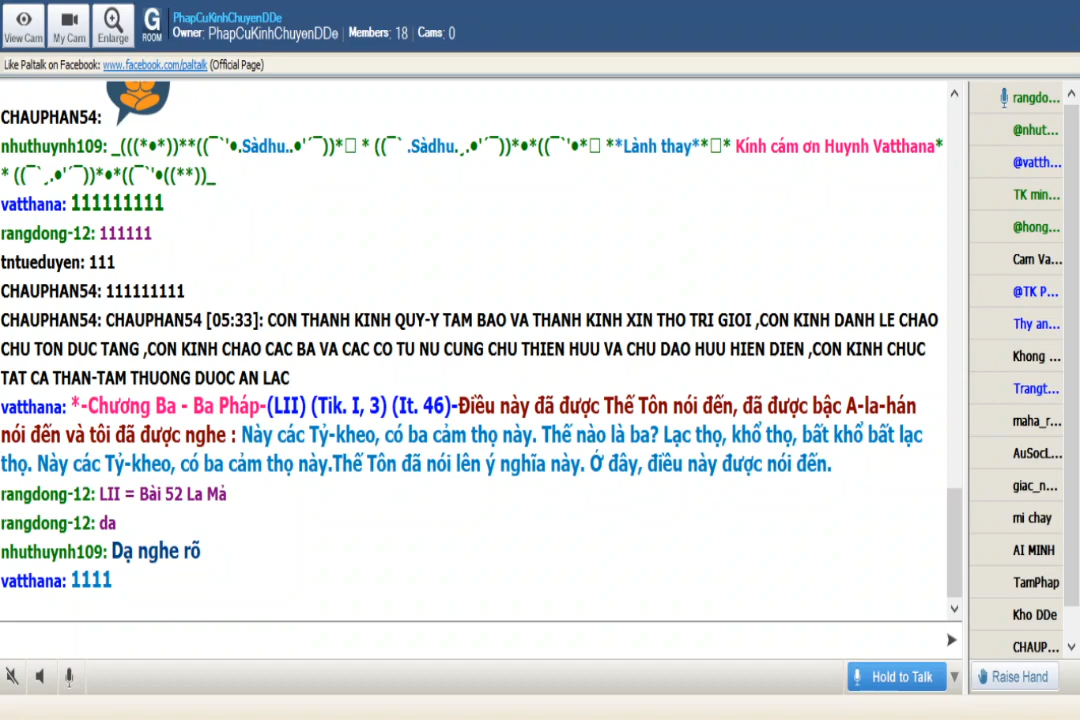 PhapCuKinhChuyenDDe
G
ROOM
Owner: PhapCuKinhChuyenDDe Members: 18 Cams: 0
View Cam My Cam Enlarge
Like Paltalk on Facebook: www.facebook.com/paltalk (Official Page)
CHAUPHAN54:
nhuthuynh109: _(((*•*))**((¯`'•.Sàdhu..•'´¯))*□ * ((¯` .Sàdhu.¸.•'´¯))*•*((¯`'•*□ **Lành thay**□* Kính cám ơn Huynh Vatthana*
* ((¯`¸.•'´¯))*•*((¯`'•((**))_
vatthana: 111111111
rangdong-12: 111111
tntueduyen: 111
CHAUPHAN54: 111111111
CHAUPHAN54: CHAUPHAN54 [05:33]: CON THANH KINH QUY-Y TAM BAO VA THANH KINH XIN THO TRI GIOI ,CON KINH DANH LE CHAO
CHU TON DUC TANG ,CON KINH CHAO CAC BA VA CAC CO TU NU CUNG CHU THIEN HUU VA CHU DAO HUU HIEN DIEN ,CON KINH CHUC
TAT CA THAN-TAM THUONG DUOC AN LAC
vatthana: *-Chương Ba - Ba Pháp-(LII) (Tik. I, 3) (It. 46)-Điều này đã được Thế Tôn nói đến, đã được bậc A-la-hán
nói đến và tôi đã được nghe : Này các Tỷ-kheo, có ba cảm thọ này. Thế nào là ba? Lạc thọ, khổ thọ, bất khổ bất lạc
thọ. Này các Tỷ-kheo, có ba cảm thọ này.Thế Tôn đã nói lên ý nghĩa này. Ở đây, điều này được nói đến.
rangdong-12: LII = Bài 52 La Mả
rangdong-12: da
nhuthuynh109: Dạ nghe rõ
vatthana: 1111
Hold to Talk
rangdo...
@nhut...
@vatth...
TK min...
@hong...
Cam Va...
@TK P...
Thy an...
Khong ...
Trangt...
maha_r...
AuSocL...
giac_n...
mi chay
AI MINH
TamPhap
Kho DDe
CHAUP...
Raise Hand